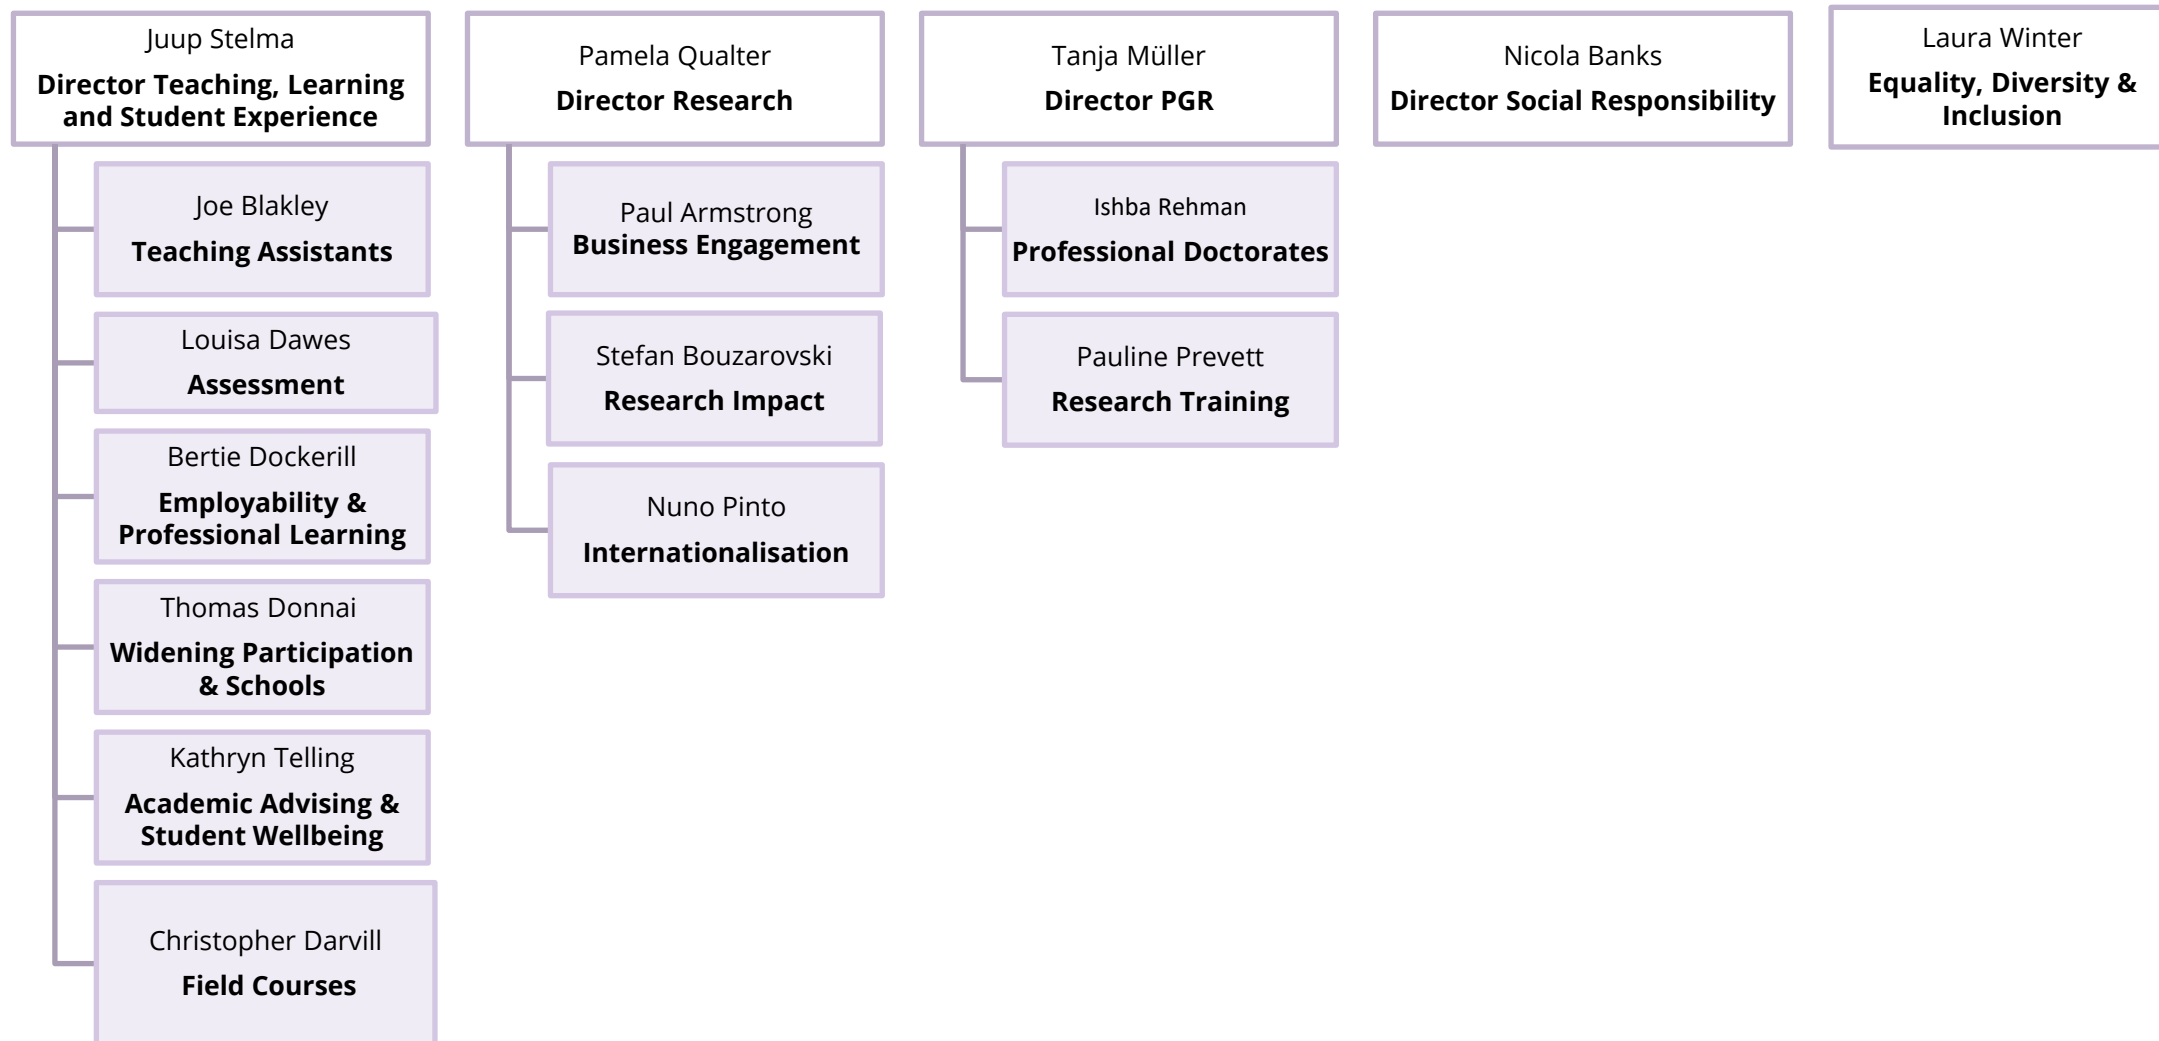 Juup Stelma
Director Teaching, Learning
and Student Experience
Joe Blakley
Teaching Assistants
Louisa Dawes
Assessment
Bertie Dockerill
Employability &
Professional Learning
Thomas Donnai
Widening Participation
& Schools
Kathryn Telling
Academic Advising &
Student Wellbeing
Christopher Darvill
Field Courses
Pamela Qualter
Director Research
Paul Armstrong
Business Engagement
Stefan Bouzarovski
Research Impact
Nuno Pinto
Internationalisation
Tanja Müller
Director PGR
Ishba Rehman
Professional Doctorates
Pauline Prevett
Research Training
Nicola Banks
Director Social Responsibility
Laura Winter
Equality, Diversity &
Inclusion